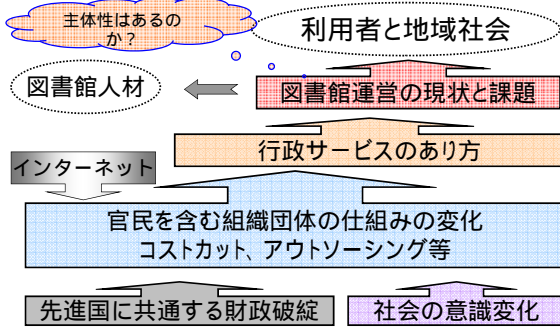 主体性はあるの
か？
利用者と地域社会
図書館人材
図書館運営の現状と課題
行政サービスのあり方
インターネット
官民を含む組織団体の仕組みの変化
コストカット、アウトソーシング等
先進国に共通する財政破綻
社会の意識変化